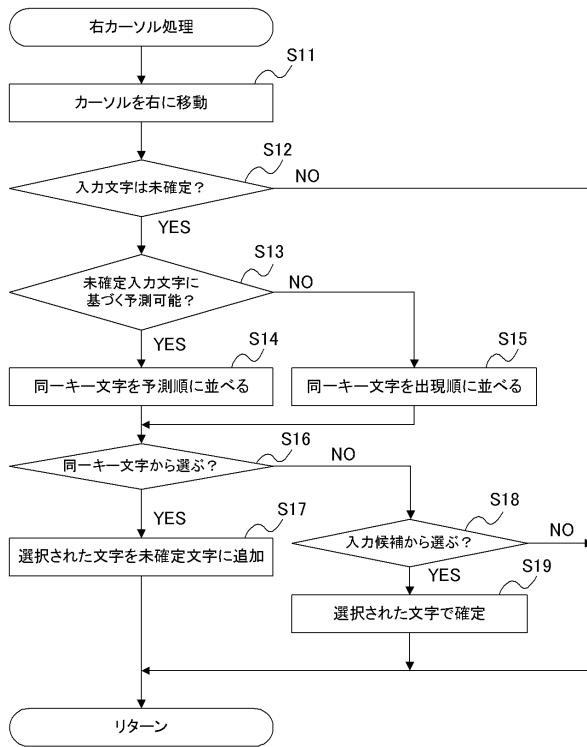 右カーソル処理
S11
カーソルを右に移動
S12
入力文字は未確定？
NO
YES
S13
未確定入力文字に
基づく予測可能？
NO
YES
S14
S15
同一キー文字を予測順に並べる
同一キー文字を出現順に並べる
S16
同一キー文字から選ぶ？
NO
YES
S17
S18
選択された文字を未確定文字に追加
入力候補から選ぶ？
NO
YES
S19
選択された文字で確定
リターン